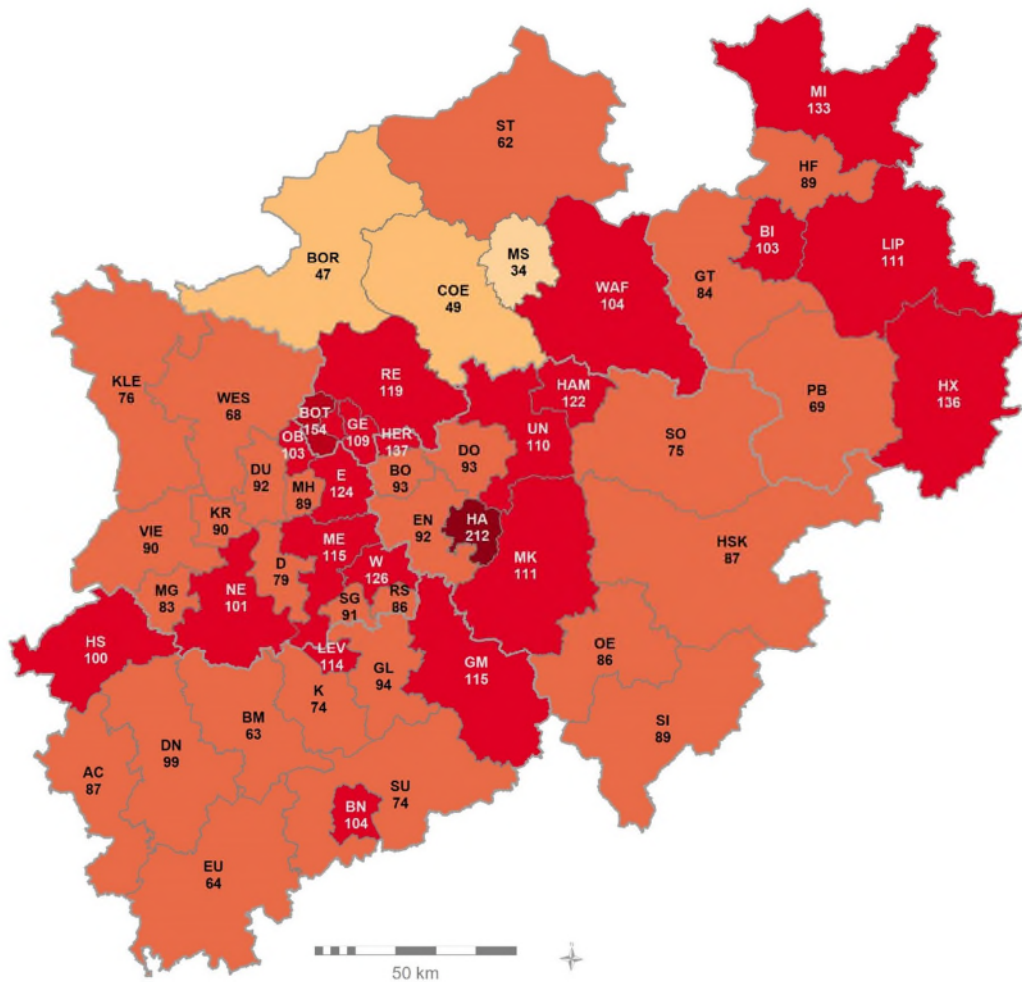 MI
133
ST
62
HF
89
BI
103
LIP
111
MS
34
BOR
47
COE
49
WAF
104
GT
84
KLE
76
RE
119
WES
68
HAM
122
PB
69
HX
136
BOT
154
GE
109
HER
137
OB
103
UN
110
SO
75
DO
93
DU
92
MH
89
E
124
BO
93
KR
90
VIE
90
EN
92
HA
212
ME
115
MK
111
HSK
87
D
79
W
126
MG
83
NE
101
SG
91
RS
86
HS
100
LEV
114
GL
94
GM
115
OE
86
K
74
BM
63
SI
89
DN
99
AC
87
SU
74
BN
104
EU
64
50 km